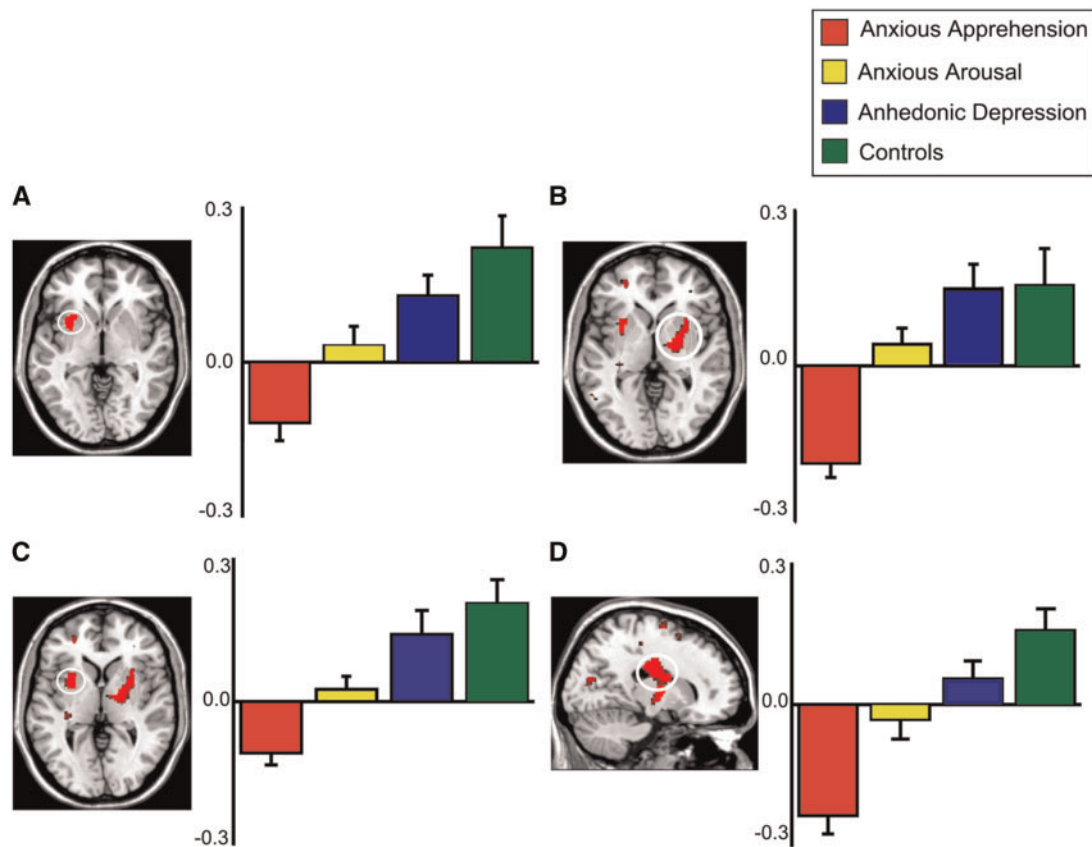 Anxious Apprehension
Anxious Arousal
Anhedonic Depression
Controls
A
0.3
0.0
-0.3
B
0.3
0.0
-0.3
C
0.3
0.0
-0.3
D
0.3
0.0
-0.3